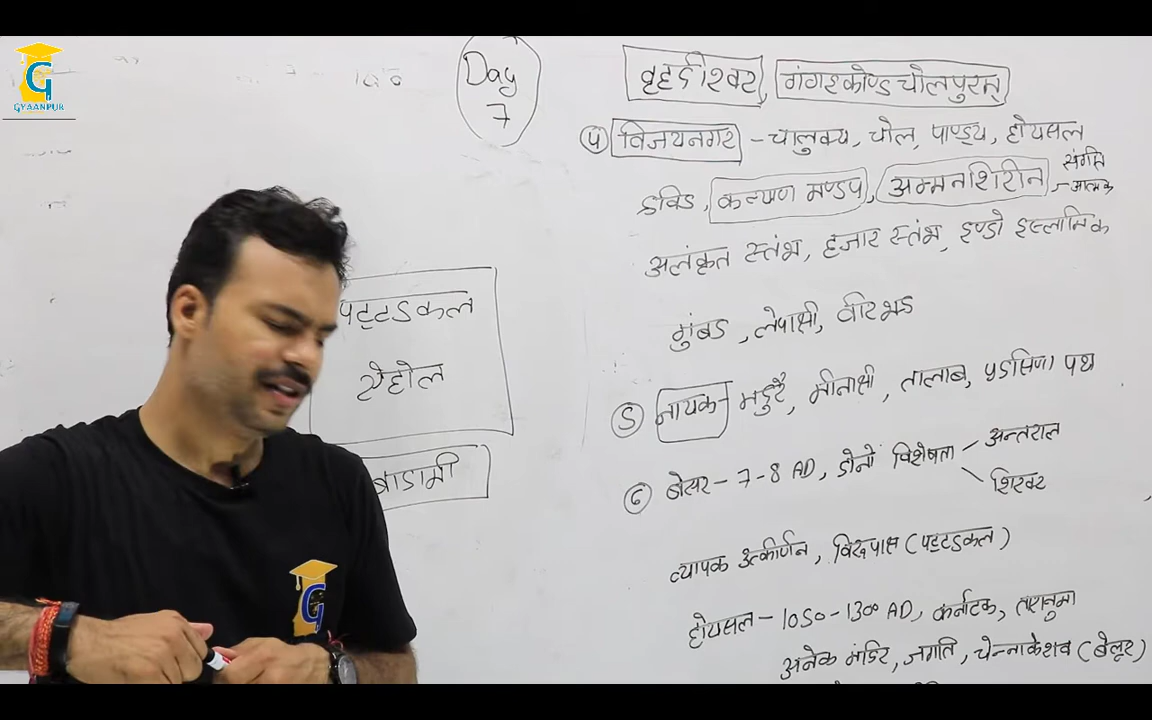 G
GYAANPUR
Day
7
वृहदीश्वर, गंगइकोण्ड चोलपुरम्
④ विजयनगर - चालुक्य, चोल, पाण्ड्य, होयसल
द्रविड, कल्याण मण्डप, अम्मनशिरीन
अलंकृत स्तंभ, हजार स्तंभ, इण्डो इस्लामिक
गुंबद, लेपाक्षी, वीरभद्र
⑤ नायक - मदुरै, मीनाक्षी, तालाब, प्रदक्षिणा पथ
⑥ बेसर - 7-8 AD, दोनों विशेषता - अन्तराल
शिखर
व्यापक उत्कीर्णन, विरुपाक्ष (पट्टडकल)
होयसल - 1050-1300 AD, कर्नाटक, तारानुमा
अनेक मंदिर, जगति, चेन्नाकेशव (बेलूर)
पट्टडकल
ऐहोल
बादामी
G